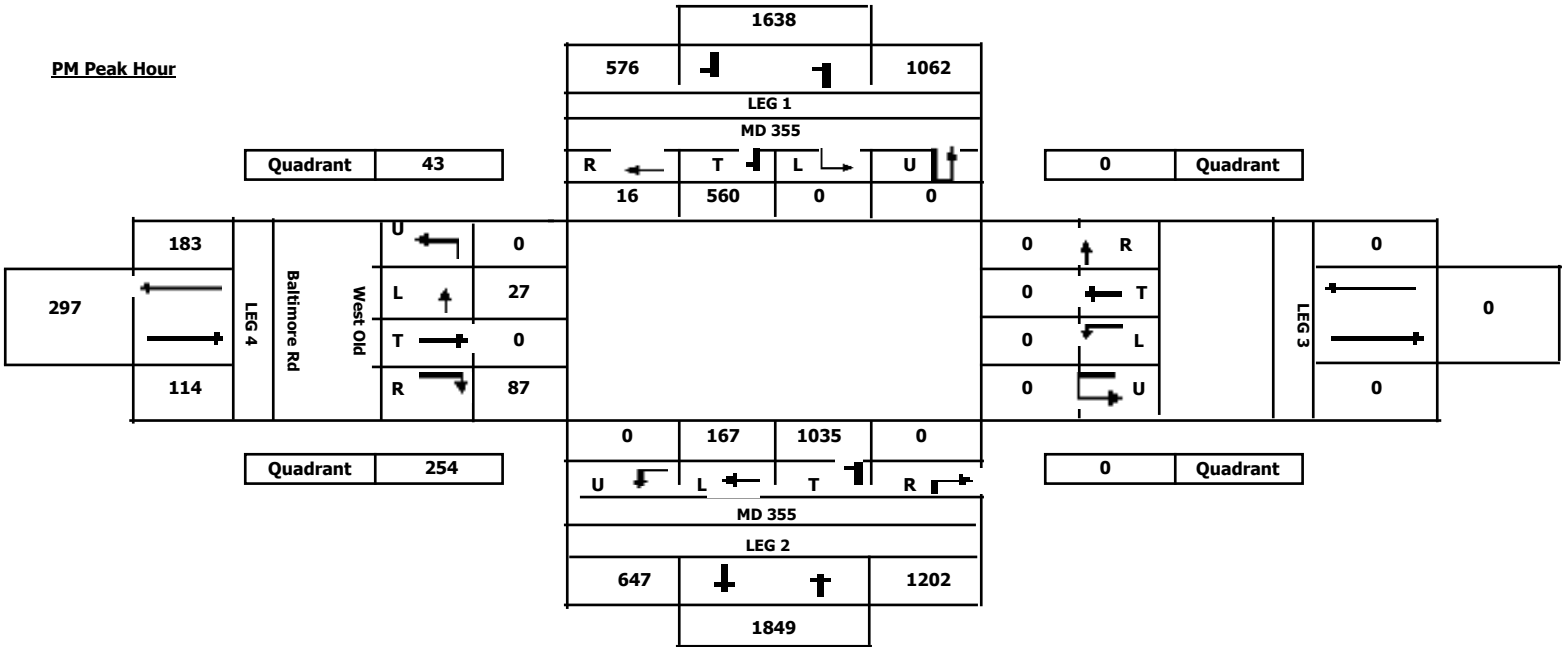 1638
PM Peak Hour
576 1062
LEG 1
MD 355
Quadrant 43
R T L U
0 Quadrant
16 560 0 0
183
U 0
0 R
0
297
LEG 4
Baltimore Rd
West Old
L 27
0 T
LEG 3
0
T 0
0 L
114
R 87
0 U
0
0 167 1035 0
Quadrant 254
U L T R
0 Quadrant
MD 355
LEG 2
647 1202
1849